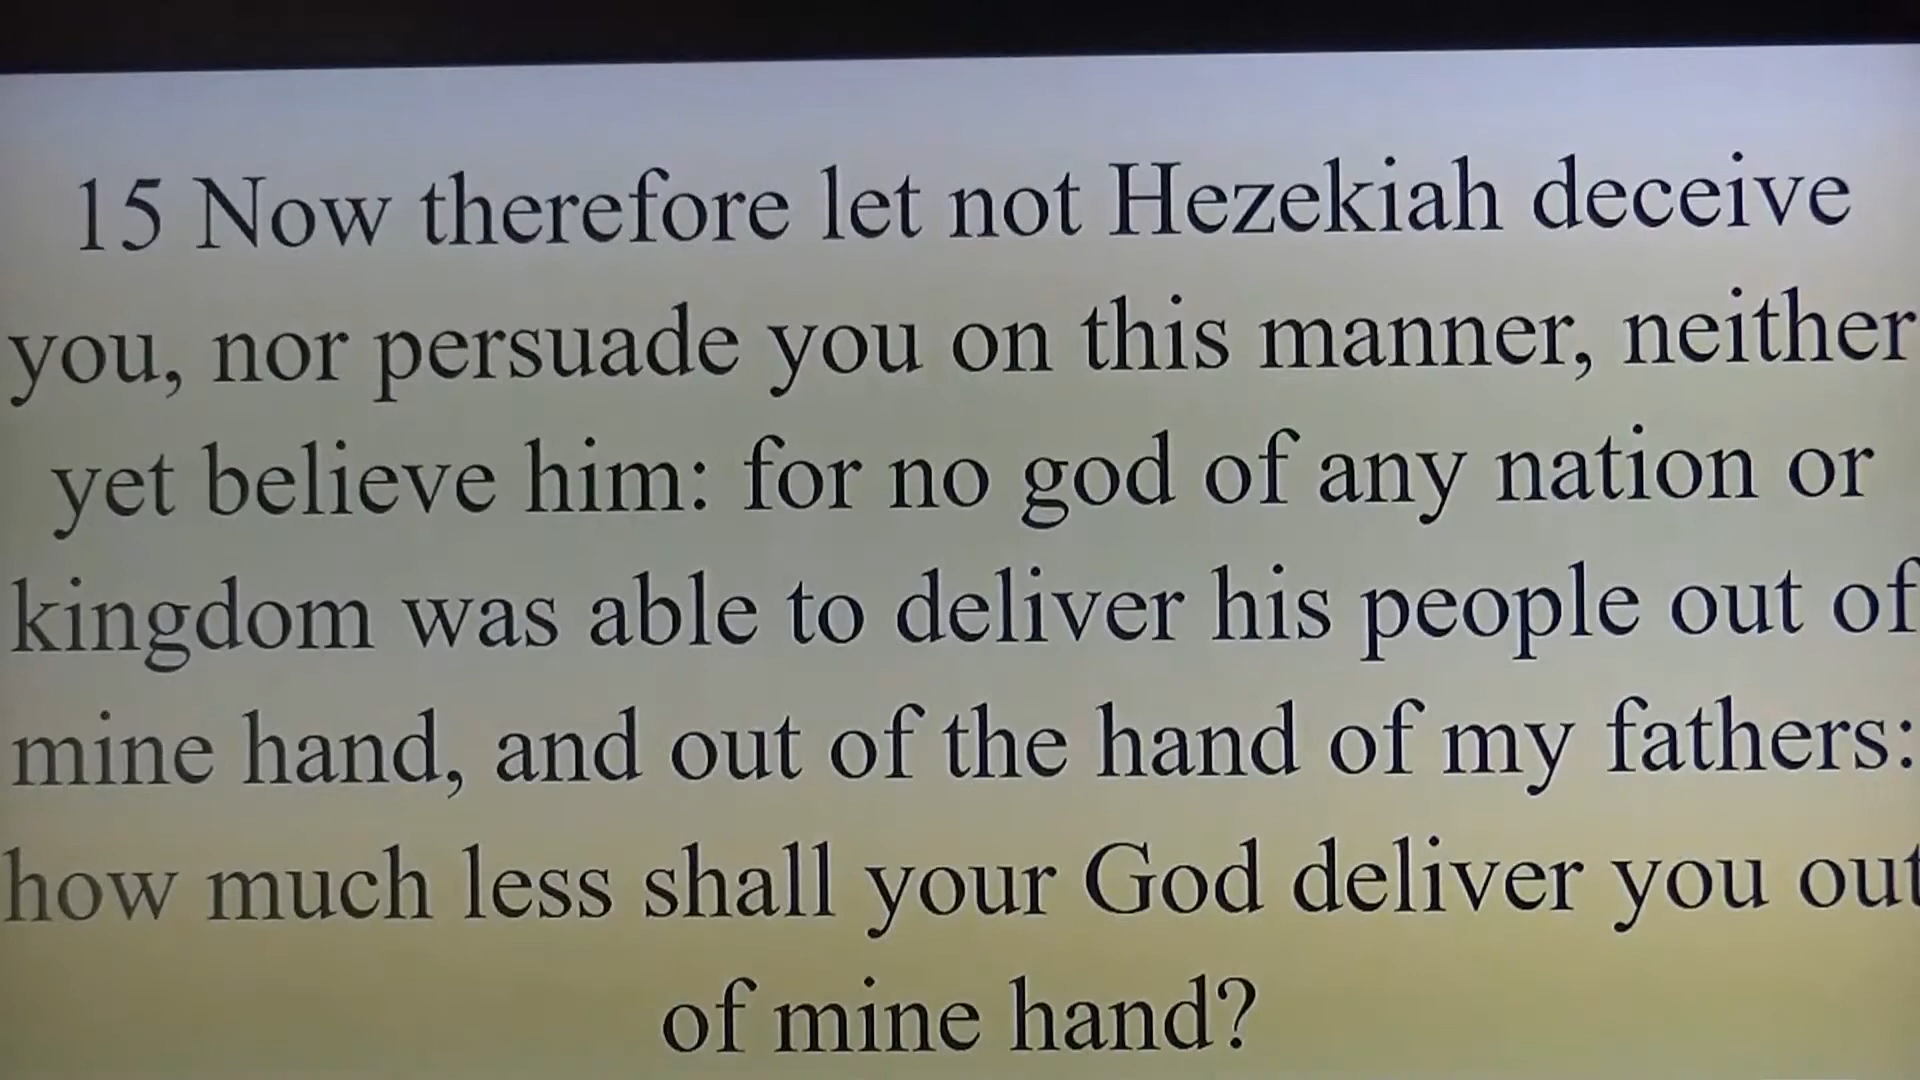 15 Now therefore let not Hezekiah deceive
you, nor persuade you on this manner, neither
yet believe him: for no god of any nation or
kingdom was able to deliver his people out of
mine hand, and out of the hand of my fathers:
how much less shall your God deliver you out
of mine hand?